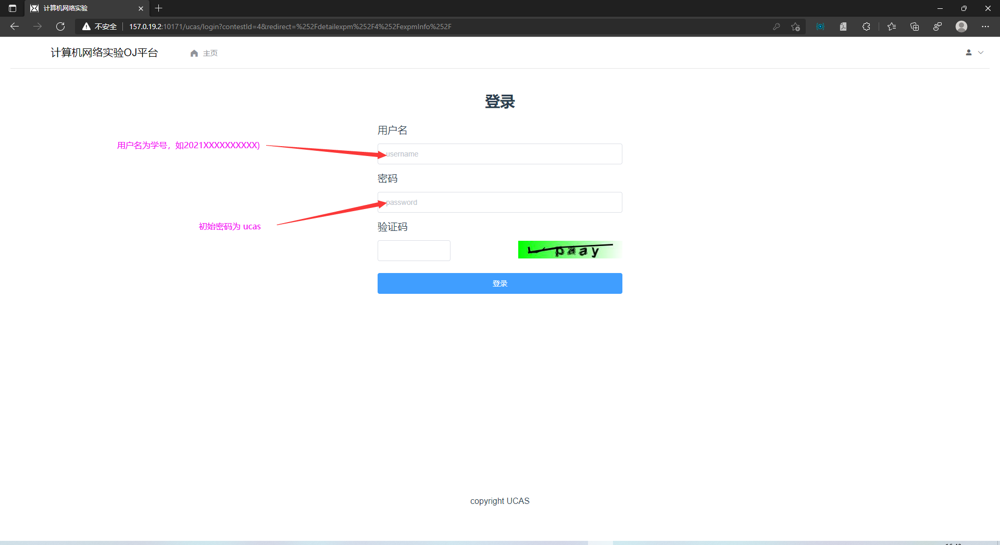 计算机网络实验
不安全 157.0.19.2:10171/ucas/login?contestId=4&redirect=%252Fdetailexpm%252F4%252FexpmInfo%252F
计算机网络实验OJ平台 主页
登录
用户名
用户名为学号，如2021XXXXXXXXXX)
username
密码
password
初始密码为 ucas
验证码
登录
copyright UCAS